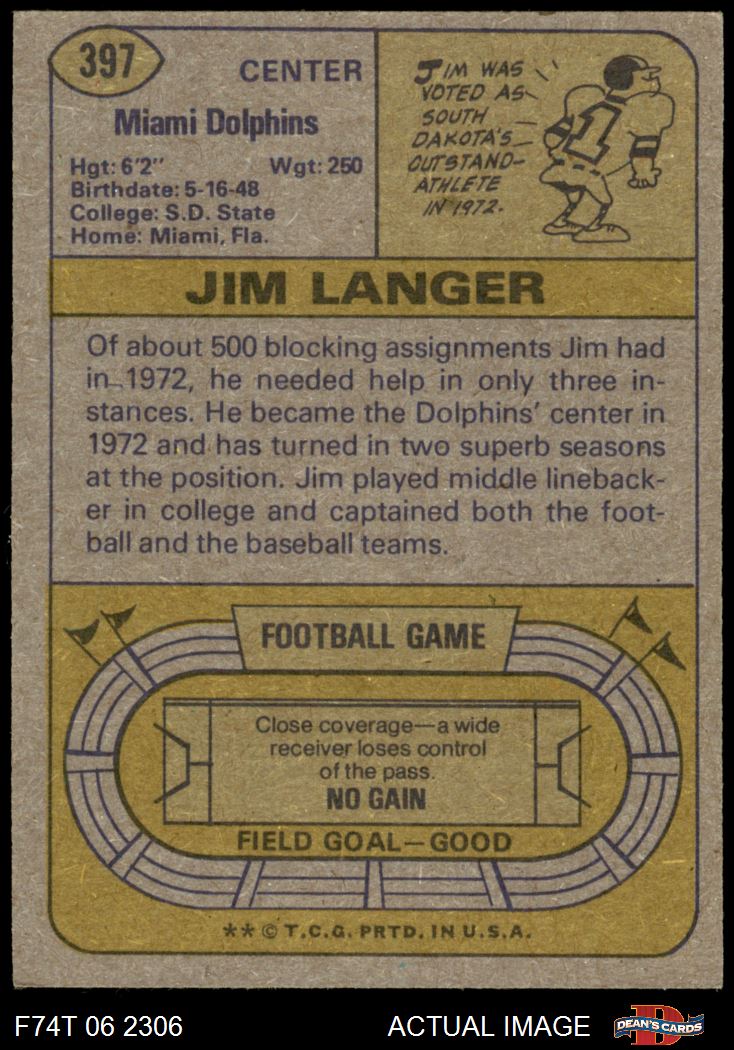 397
CENTER
Miami Dolphins
Hgt: 6'2" Wgt: 250
Birthdate: 5-16-48
College: S.D. State
Home: Miami, Fla.
JIM WAS
VOTED AS
SOUTH
DAKOTA'S
OUTSTAND-
ATHLETE
IN 1972.
1
JIM LANGER
Of about 500 blocking assignments Jim had
in 1972, he needed help in only three in-
stances. He became the Dolphins' center in
1972 and has turned in two superb seasons
at the position. Jim played middle lineback-
er in college and captained both the foot-
ball and the baseball teams.
FOOTBALL GAME
Close coverage—a wide
receiver loses control
of the pass.
NO GAIN
FIELD GOAL—GOOD
** © T.C.G. PRTD. IN U.S.A.
F74T 06 2306
ACTUAL IMAGE
D
DEAN'S CARDS